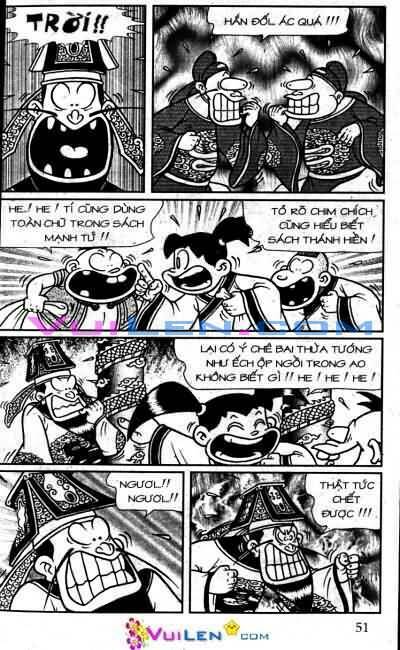 TRỜI!!
HẮN ĐỐI ÁC QUÁ !!!
HE..! HE ! TÍ CŨNG DÙNG
TOÀN CHỮ TRONG SÁCH
MẠNH TỬ !!
TỎ RÕ CHIM CHÍCH
CŨNG HIỂU BIẾT
SÁCH THÁNH HIỀN !
VUILEN.COM
LẠI CÓ Ý CHÊ BAI THỪA TƯỚNG
NHƯ ẾCH ỘP NGỒI TRONG AO
KHÔNG BIẾT GÌ !! HE ! HE ! HE !
NGƯƠI..!!
NGƯƠI..!!
THẬT TỨC
CHẾT
ĐƯỢC !!!
51
VUILEN.COM